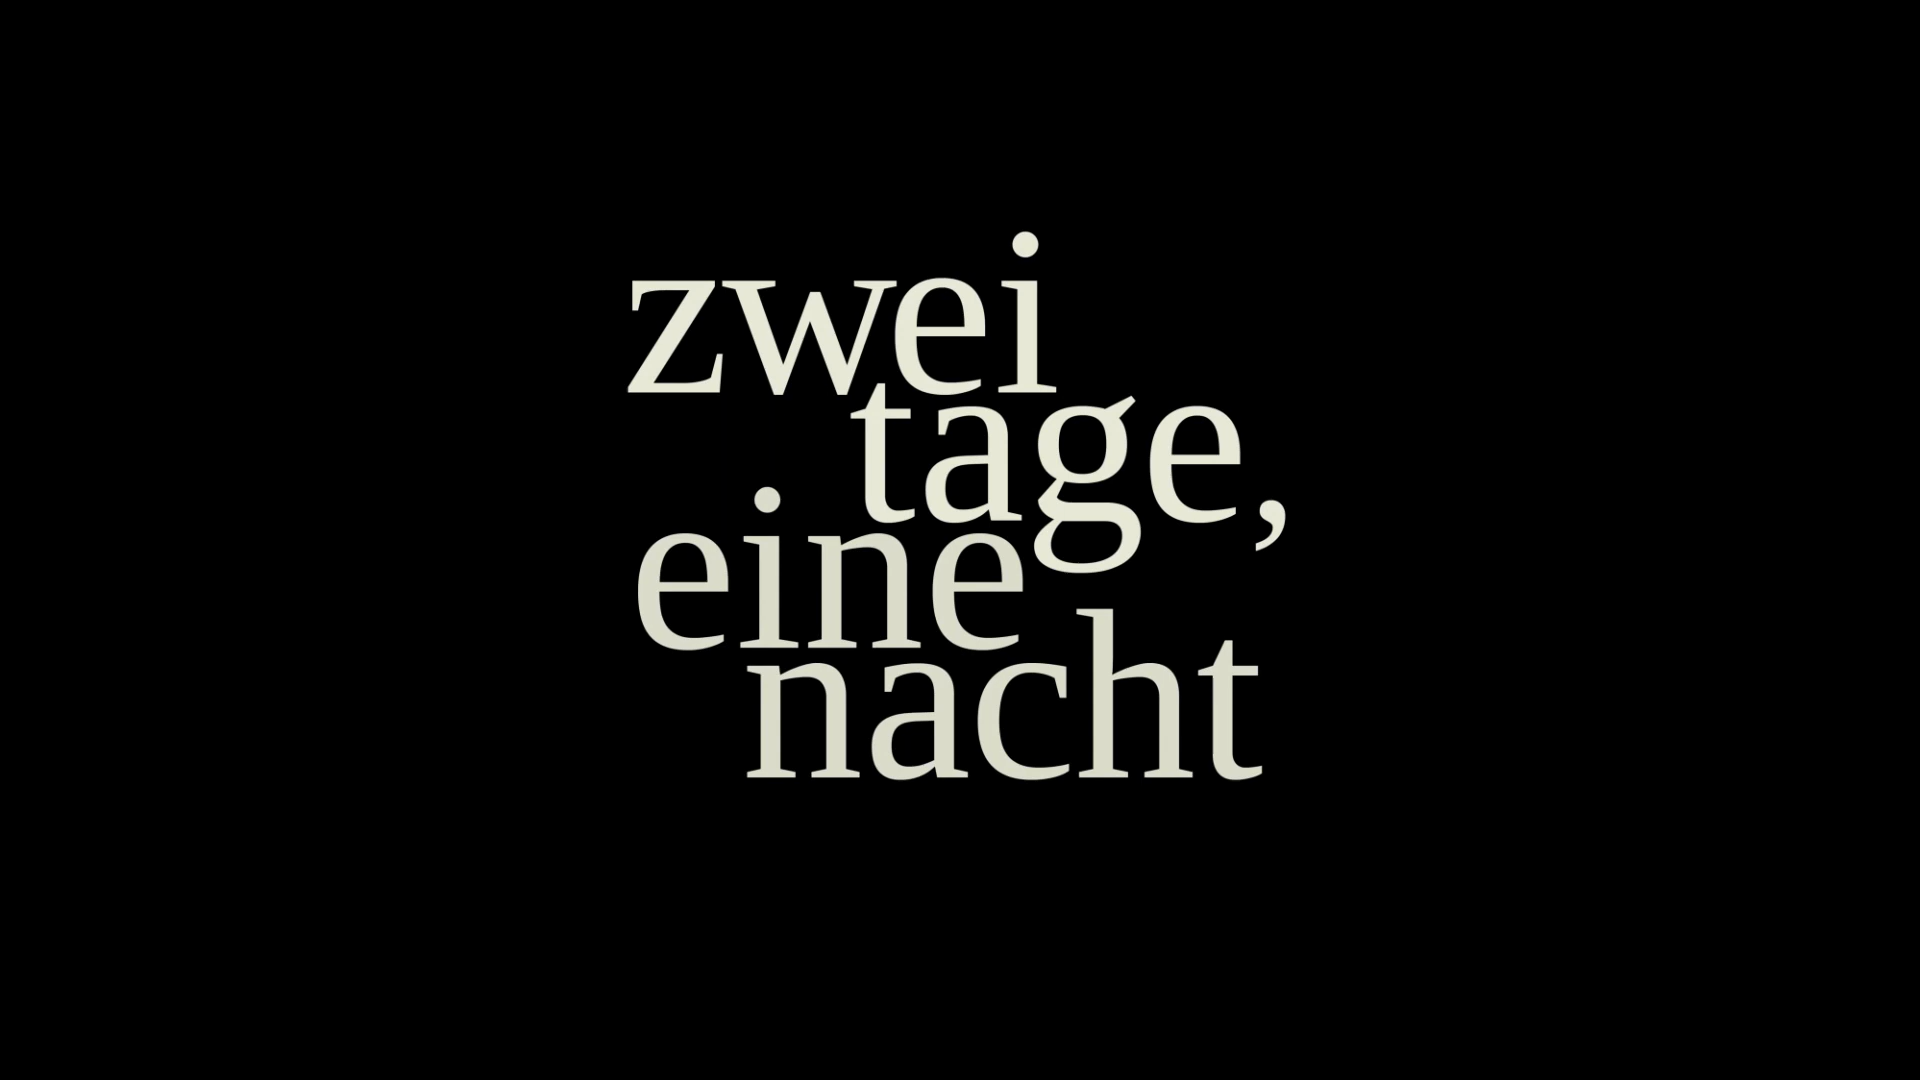 zwei
tage,
eine
nacht